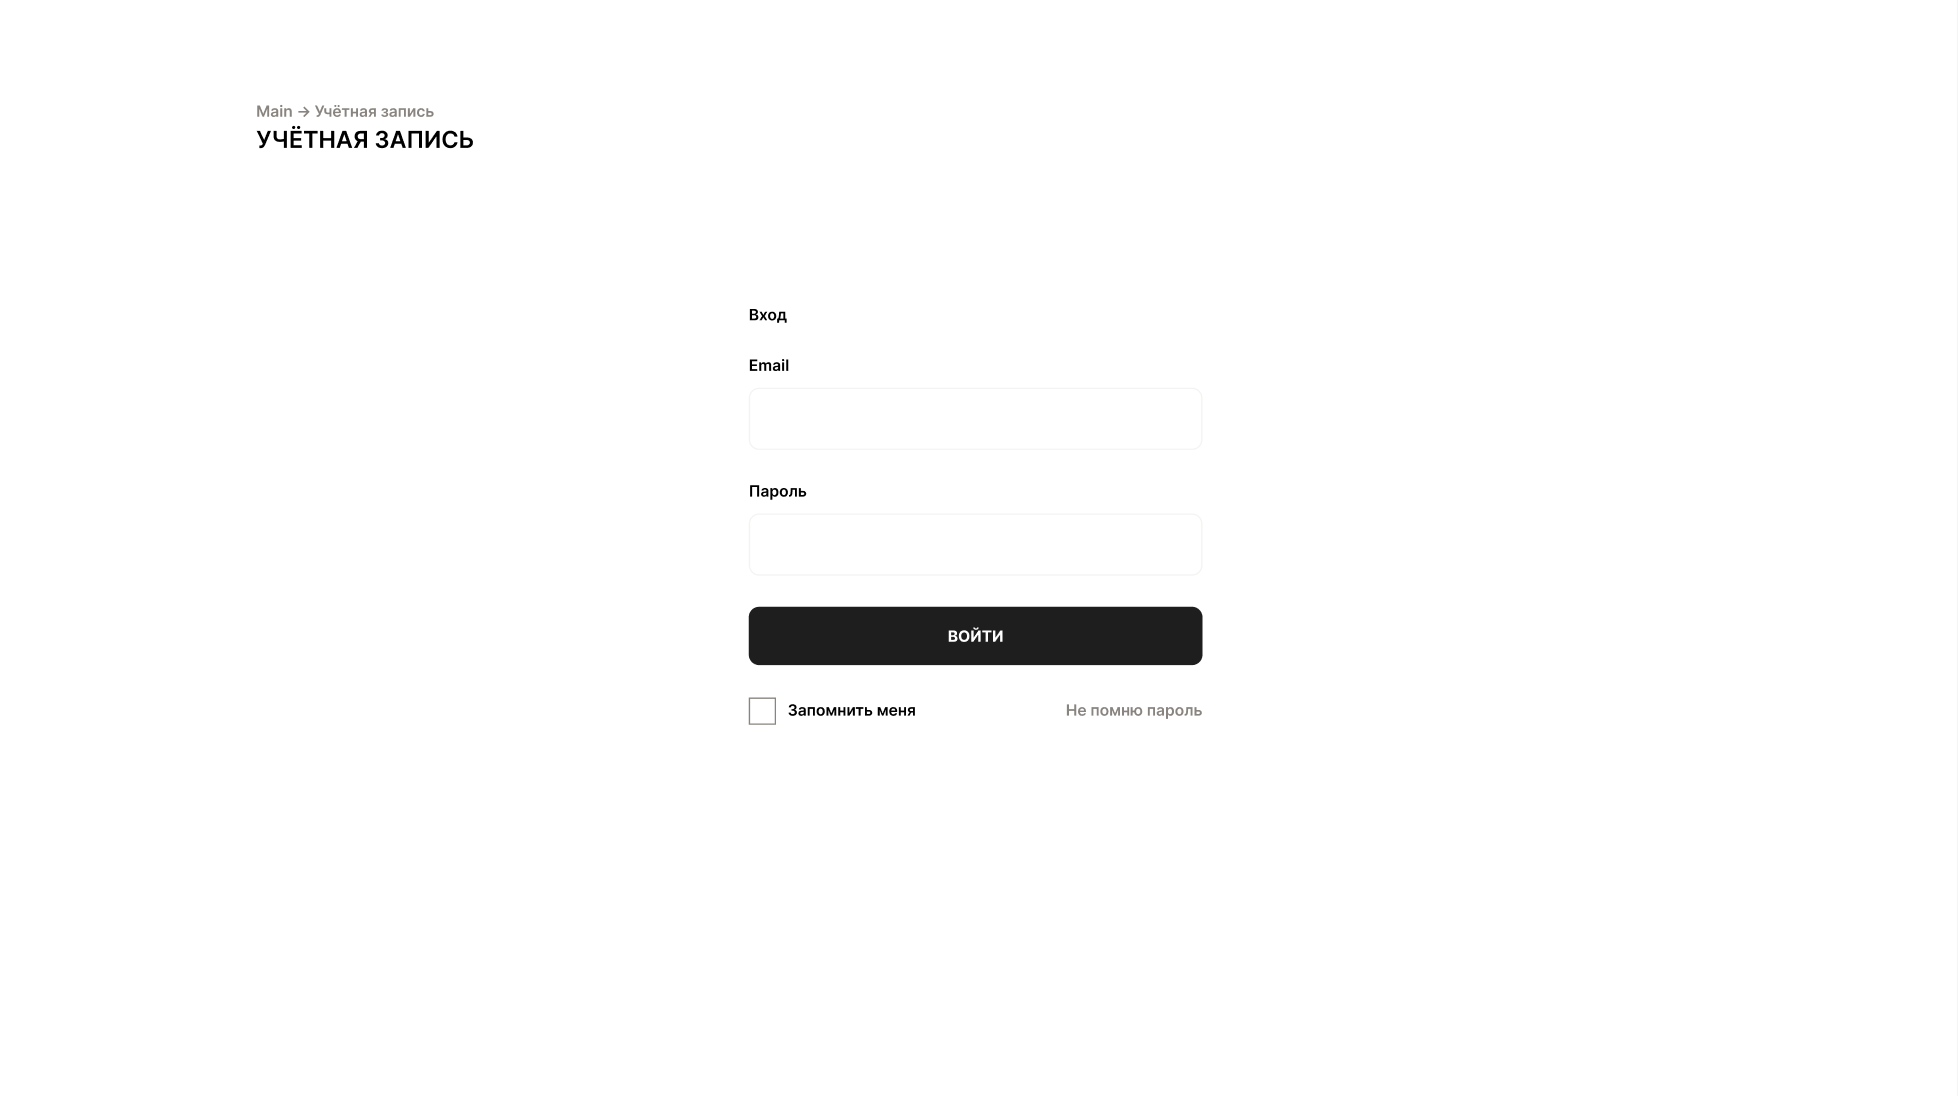 Main → Учётная запись
УЧЁТНАЯ ЗАПИСЬ
Вход
Email
Пароль
ВОЙТИ
Запомнить меня
Не помню пароль